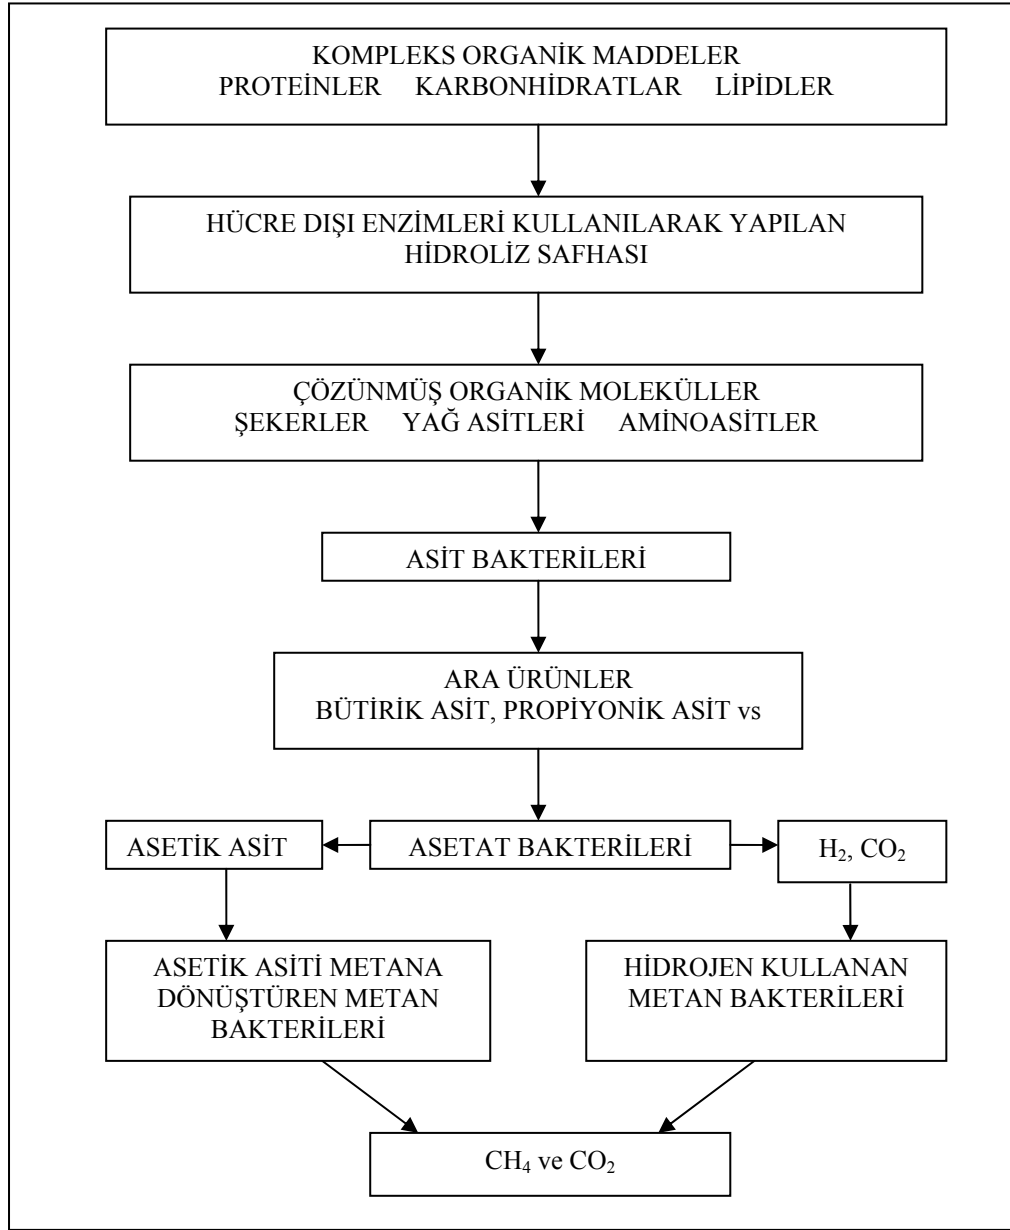 KOMPLEKS ORGANİK MADDELER
PROTEİNLER KARBONHİDRATLAR LİPİDLER
HÜCRE DIŞI ENZİMLERİ KULLANILARAK YAPILAN
HİDROLİZ SAFHASI
ÇÖZÜNMÜŞ ORGANİK MOLEKÜLLER
ŞEKERLER YAĞ ASİTLERİ AMİNOASİTLER
ASİT BAKTERİLERİ
ARA ÜRÜNLER
BÜTİRİK ASİT, PROPİYONİK ASİT vs
ASETİK ASİT
ASETAT BAKTERİLERİ
H₂, CO₂
ASETİK ASİTİ METANA
DÖNÜŞTÜREN METAN
BAKTERİLERİ
HİDROJEN KULLANAN
METAN BAKTERİLERİ
CH₄ ve CO₂